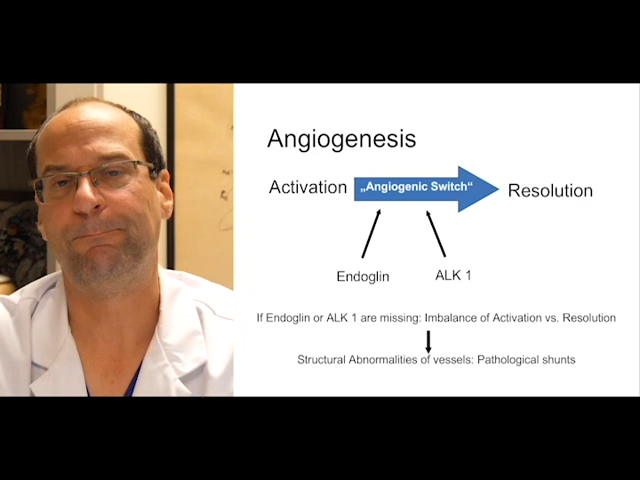 Angiogenesis
Activation „Angiogenic Switch“ Resolution
Endoglin ALK 1
If Endoglin or ALK 1 are missing: Imbalance of Activation vs. Resolution
Structural Abnormalities of vessels: Pathological shunts